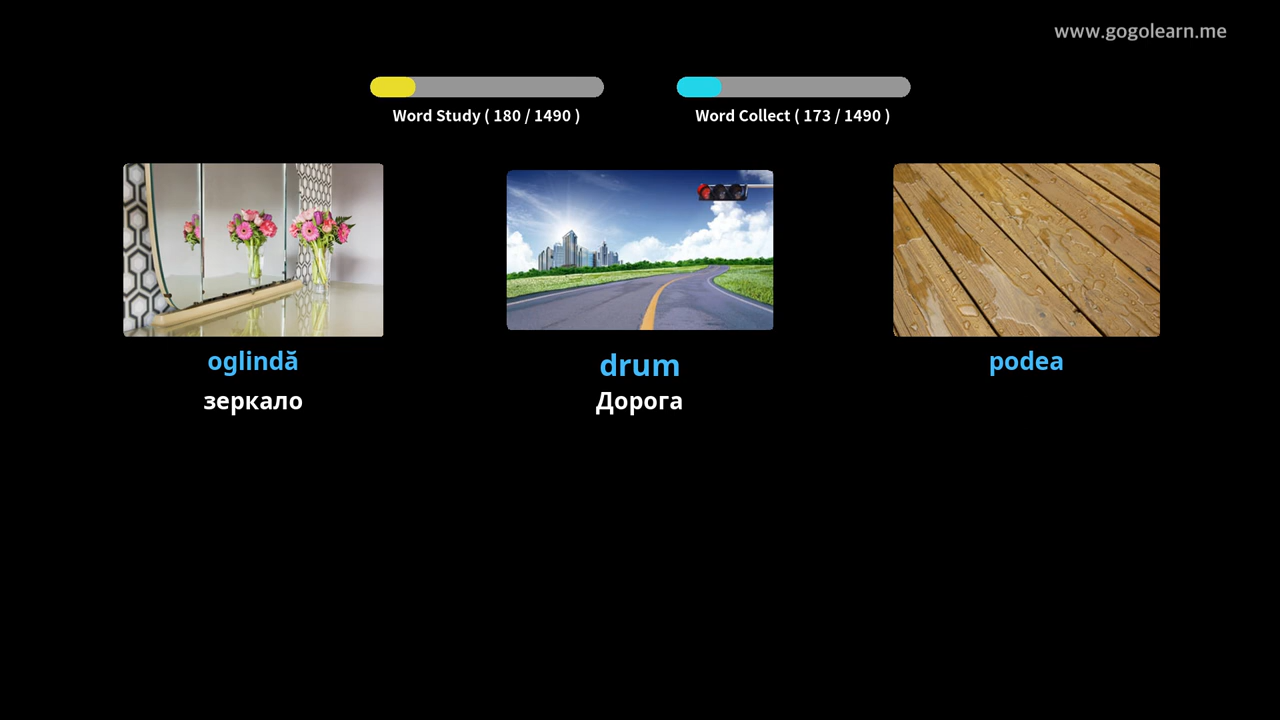 www.gogolearn.me
Word Study ( 180 / 1490 )
Word Collect ( 173 / 1490 )
oglindă
drum
podea
зеркало
Дорога